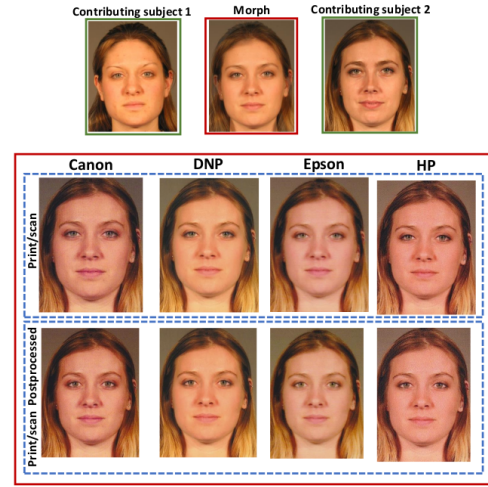 Contributing subject 1
Morph
Contributing subject 2
Canon
DNP
Epson
HP
Print/scan
Print/scan Postprocessed